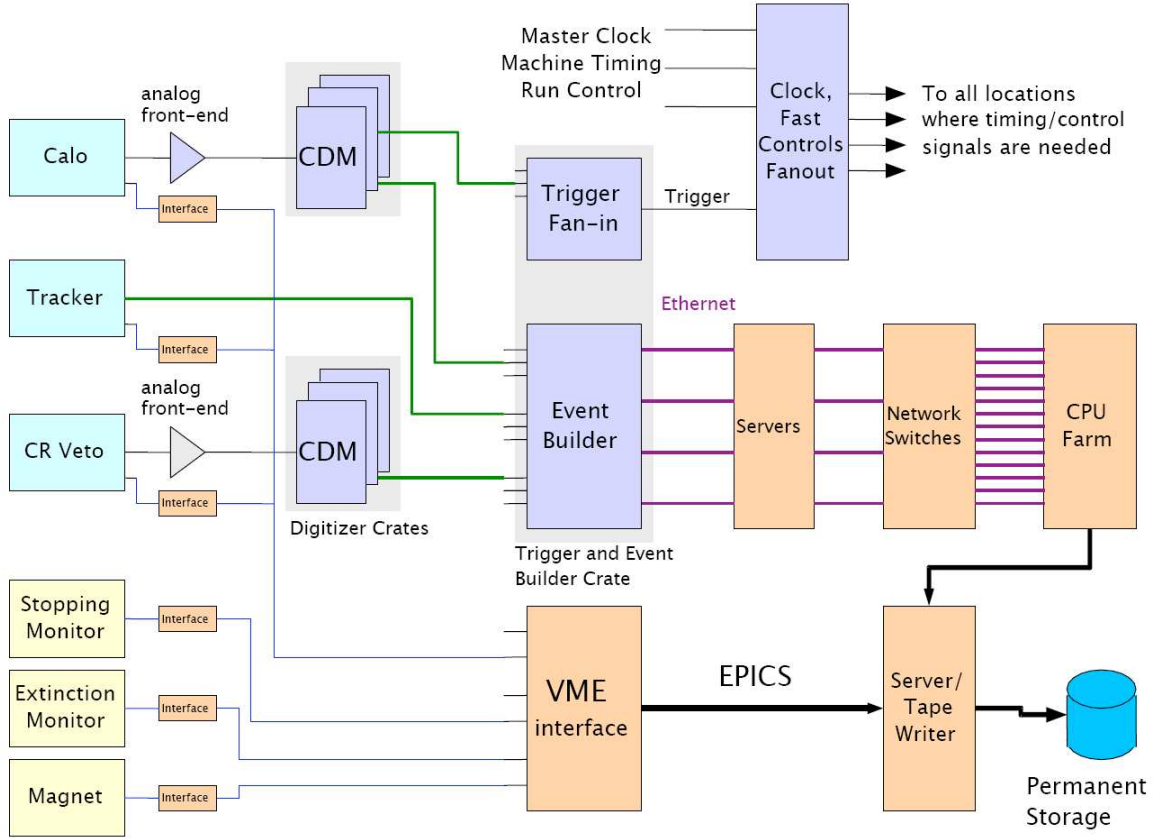 Master Clock
Machine Timing
Run Control
analog
front-end
Calo
CDM
Clock,
Fast
Controls
Fanout
To all locations
where timing/control
signals are needed
Interface
Trigger
Fan-in
Trigger
Tracker
Ethernet
Interface
analog
front-end
Event
Builder
Servers
Network
Switches
CPU
Farm
CR Veto
CDM
Interface
Digitizer Crates
Trigger and Event
Builder Crate
Stopping
Monitor
Interface
Extinction
Monitor
Interface
VME
interface
EPICS
Server/
Tape
Writer
Magnet
Interface
Permanent
Storage